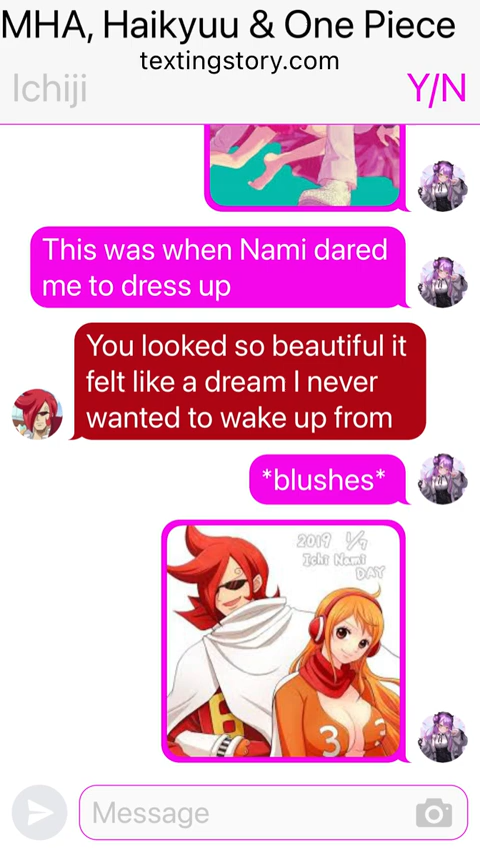 MHA, Haikyuu & One Piece
textingstory.com
Ichiji
Y/N
This was when Nami dared
me to dress up
You looked so beautiful it
felt like a dream I never
wanted to wake up from
*blushes*
2019 1/7
Ichi Nami
DAY
3 2
Message